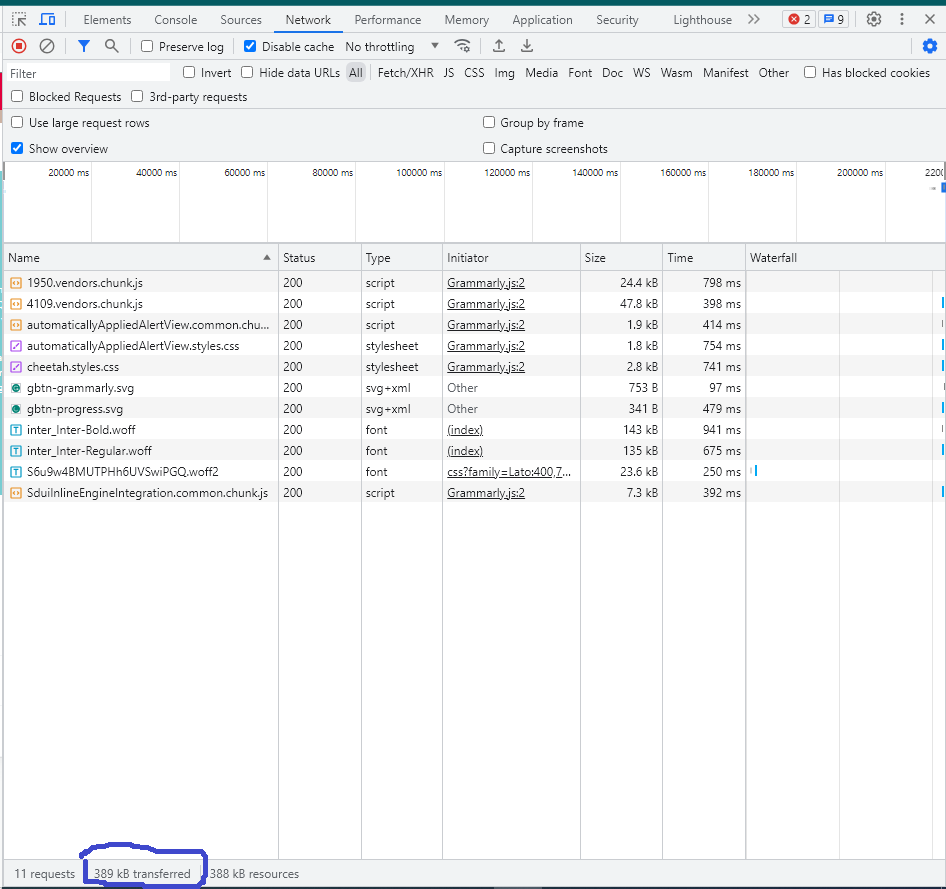 Elements Console Sources Network Performance Memory Application Security Lighthouse 2 9
Preserve log Disable cache No throttling
Filter Invert Hide data URLs All Fetch/XHR JS CSS Img Media Font Doc WS Wasm Manifest Other Has blocked cookies
Blocked Requests 3rd-party requests
Use large request rows Group by frame
Show overview Capture screenshots
20000 ms 40000 ms 60000 ms 80000 ms 100000 ms 120000 ms 140000 ms 160000 ms 180000 ms 200000 ms
Name Status Type Initiator Size Time Waterfall
1950.vendors.chunk.js 200 script Grammarly.js:2 24.4 kB 798 ms
4109.vendors.chunk.js 200 script Grammarly.js:2 47.8 kB 398 ms
automaticallyAppliedAlertView.common.chu... 200 script Grammarly.js:2 1.9 kB 414 ms
automaticallyAppliedAlertView.styles.css 200 stylesheet Grammarly.js:2 1.8 kB 754 ms
cheetah.styles.css 200 stylesheet Grammarly.js:2 2.8 kB 741 ms
gbtn-grammarly.svg 200 svg+xml Other 753 B 97 ms
gbtn-progress.svg 200 svg+xml Other 341 B 479 ms
inter_Inter-Bold.woff 200 font (index) 143 kB 941 ms
inter_Inter-Regular.woff 200 font (index) 135 kB 675 ms
S6u9w4BMUTPHh6UVSwiPGQ.woff2 200 font css?family=Lato:400,7... 23.6 kB 250 ms
SduiInlineEngineIntegration.common.chunk.js 200 script Grammarly.js:2 7.3 kB 392 ms
11 requests 389 kB transferred 388 kB resources